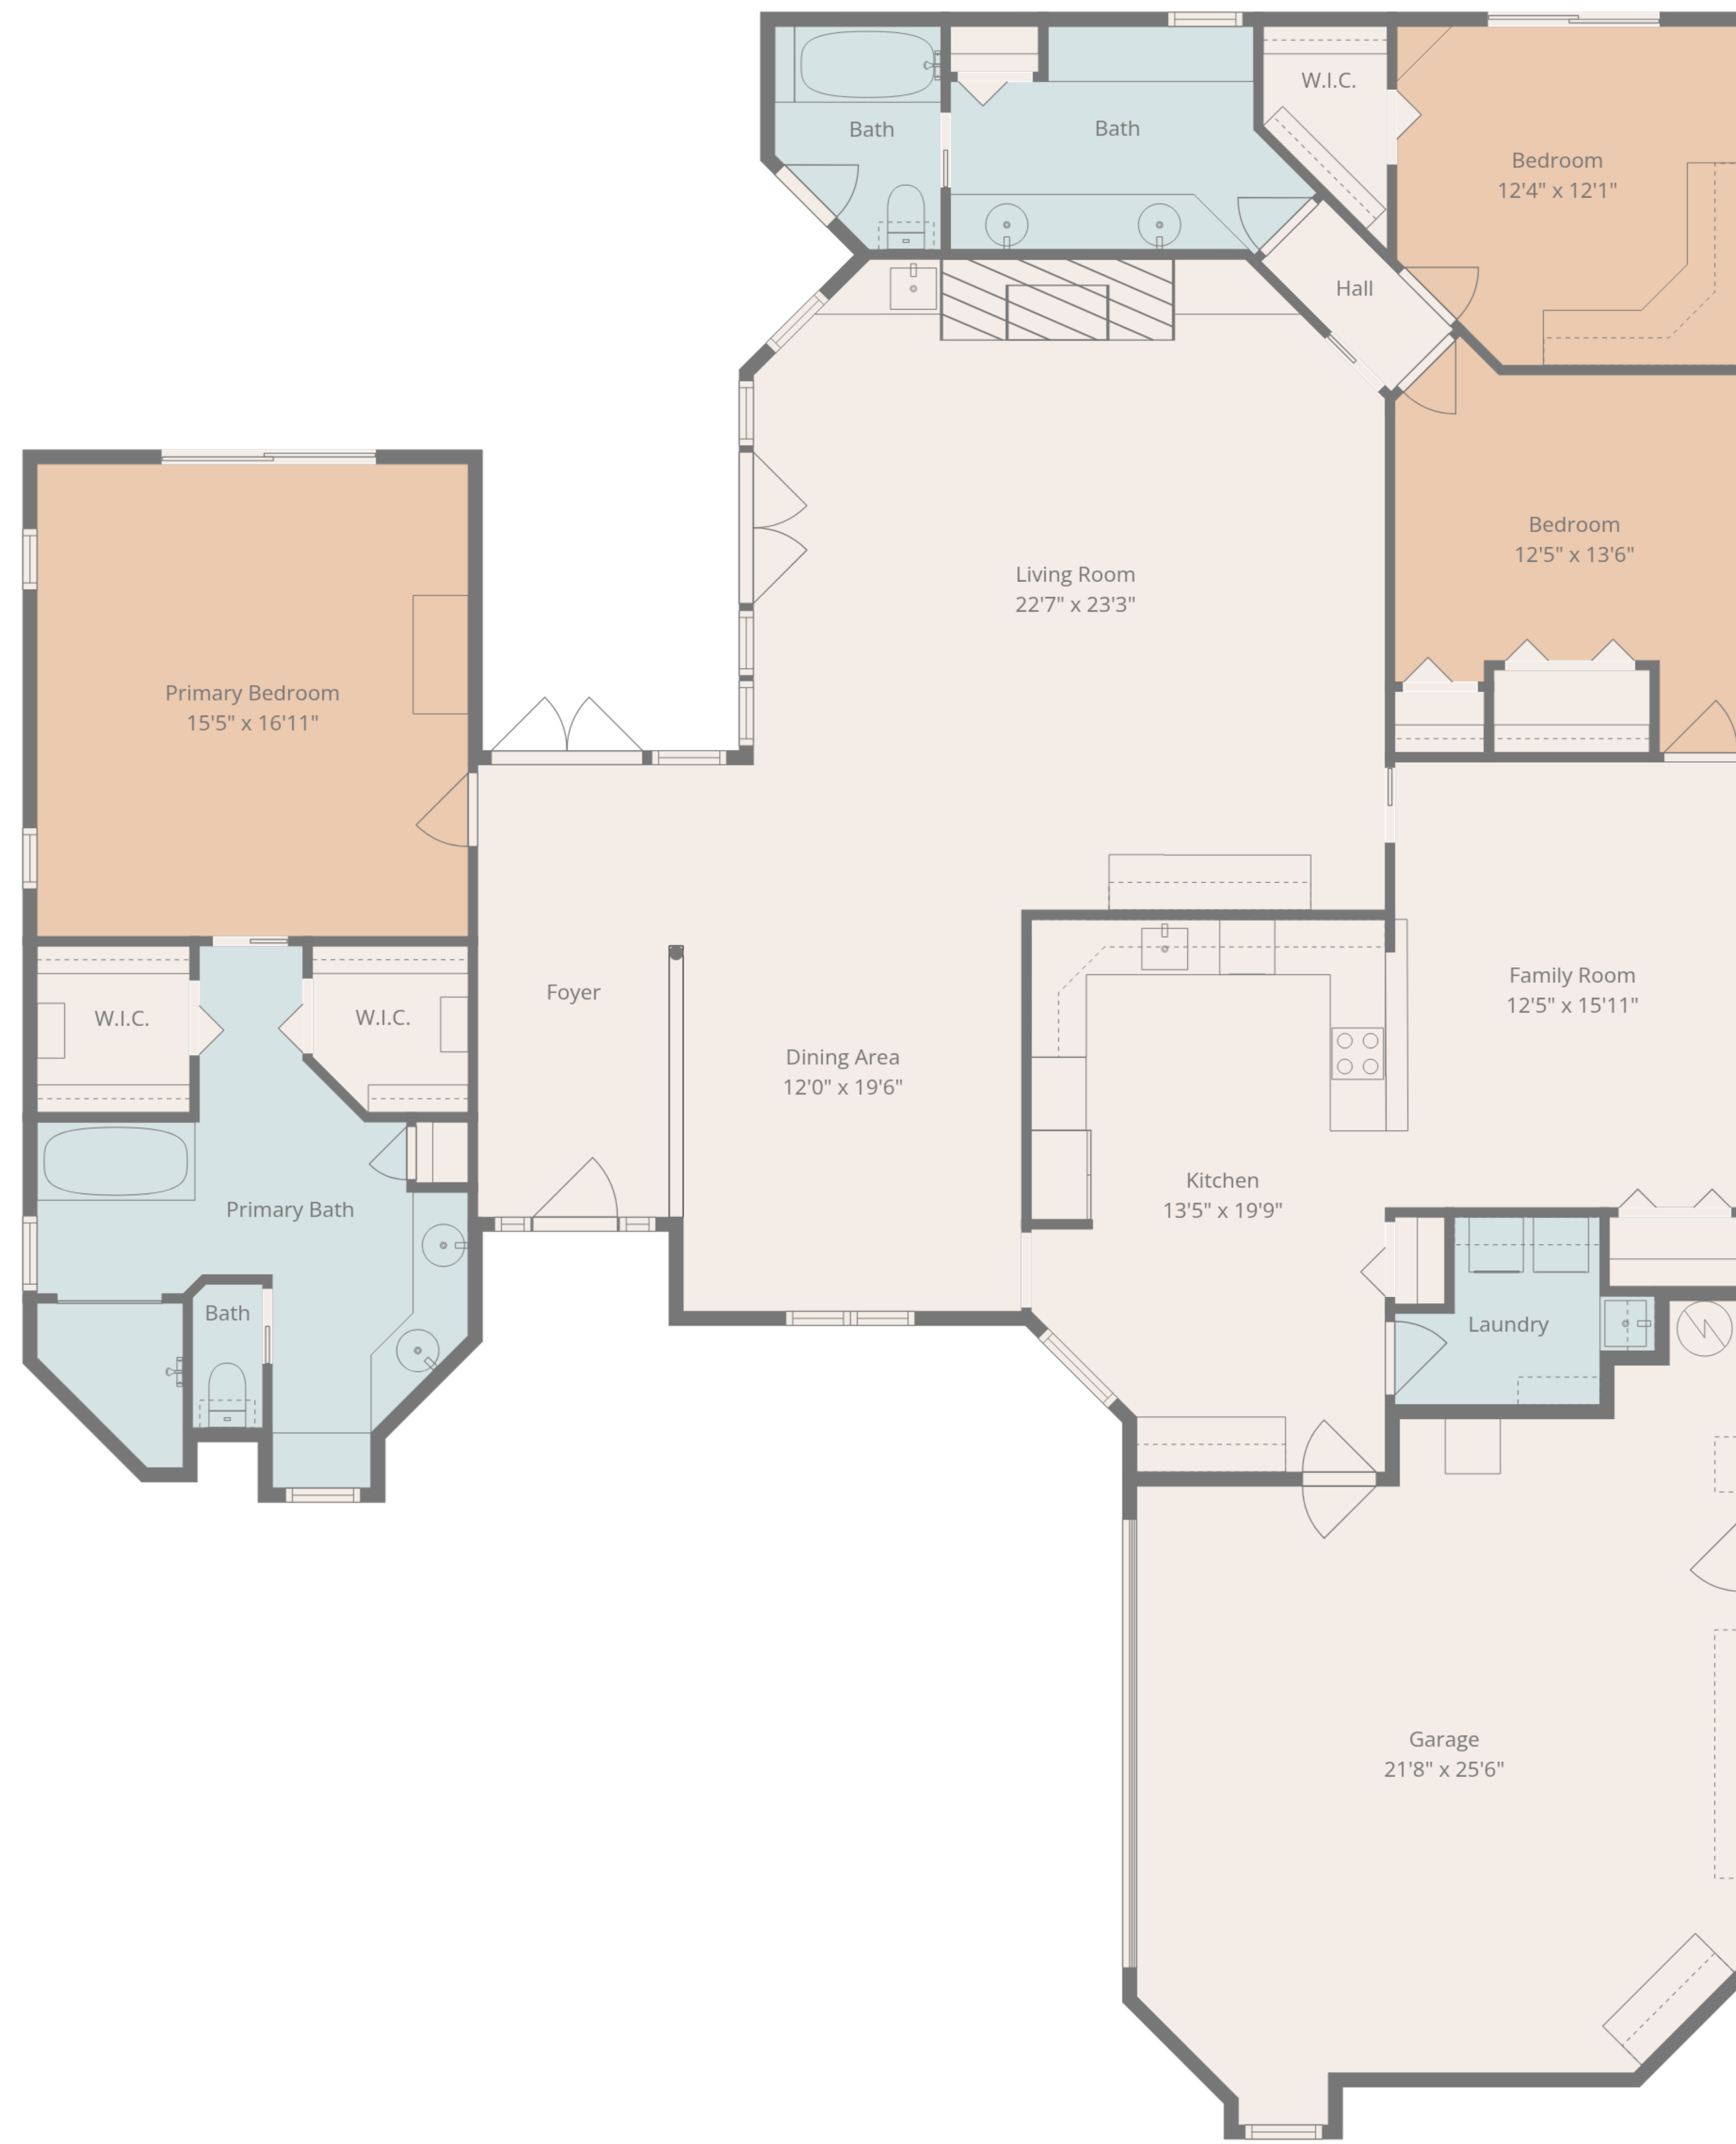 W.I.C.
Bath
Bath
Bedroom
12'4" x 12'1"
Hall
Bedroom
12'5" x 13'6"
Living Room
22'7" x 23'3"
Primary Bedroom
15'5" x 16'11"
Family Room
12'5" x 15'11"
Foyer
W.I.C.
W.I.C.
Dining Area
12'0" x 19'6"
Kitchen
13'5" x 19'9"
Primary Bath
Bath
Laundry
Garage
21'8" x 25'6"